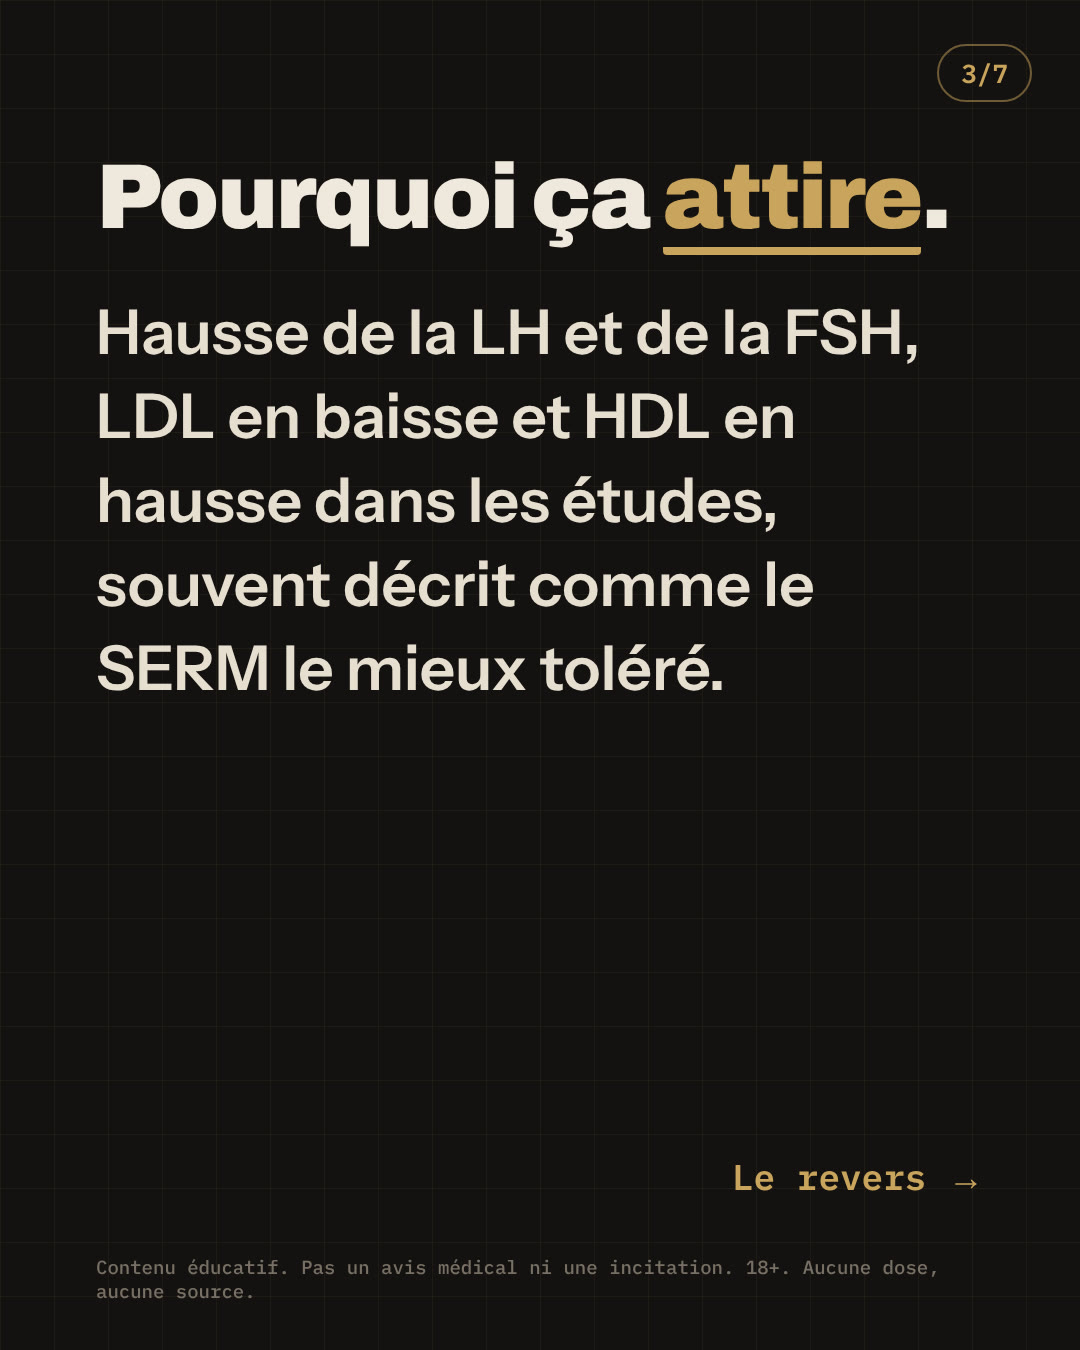 3/7
Pourquoi ça attire.
Hausse de la LH et de la FSH,
LDL en baisse et HDL en
hausse dans les études,
souvent décrit comme le
SERM le mieux toléré.
Le revers →
Contenu éducatif. Pas un avis médical ni une incitation. 18+. Aucune dose,
aucune source.